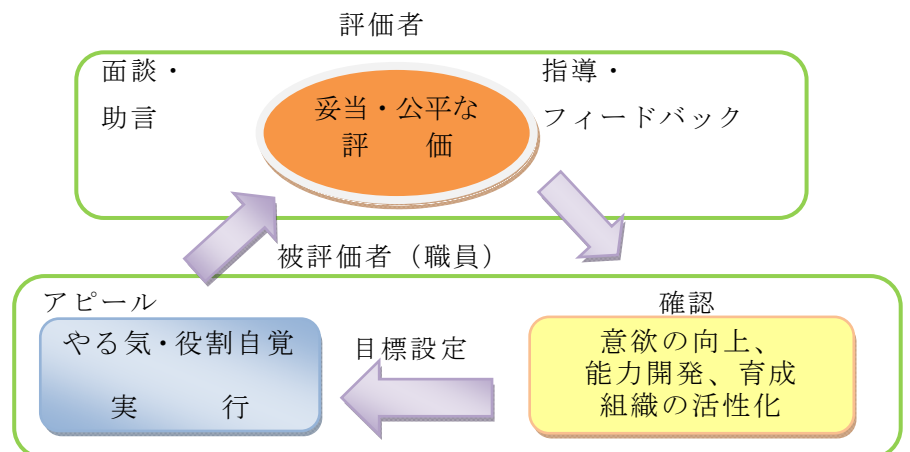 評価者
面談・
助言
妥当・公平な
評　　価
指導・
フィードバック
被評価者（職員）
アピール
やる気・役割自覚
実　　　行
目標設定
確認
意欲の向上、
能力開発、育成
組織の活性化